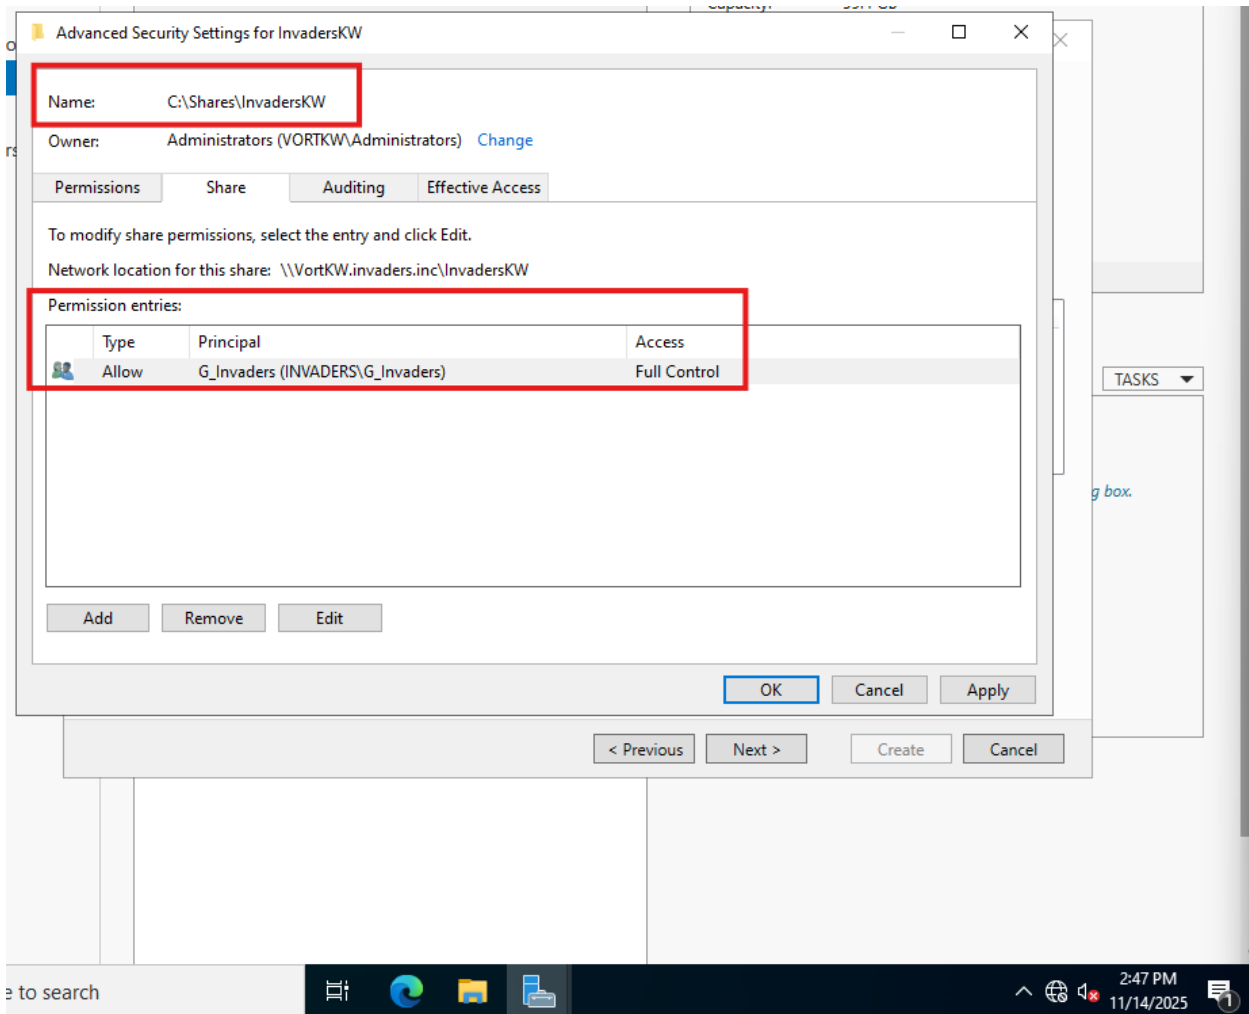 Capacity:
Advanced Security Settings for InvadersKW
Name: C:\Shares\InvadersKW
Owner: Administrators (VORTKW\Administrators) Change
Permissions Share Auditing Effective Access
To modify share permissions, select the entry and click Edit.
Network location for this share: \\VortKW.invaders.inc\InvadersKW
Permission entries:
Type Principal Access
Allow G_Invaders (INVADERS\G_Invaders) Full Control
TASKS
g box.
Add Remove Edit
OK Cancel Apply
< Previous Next > Create Cancel
e to search
2:47 PM
11/14/2025
1